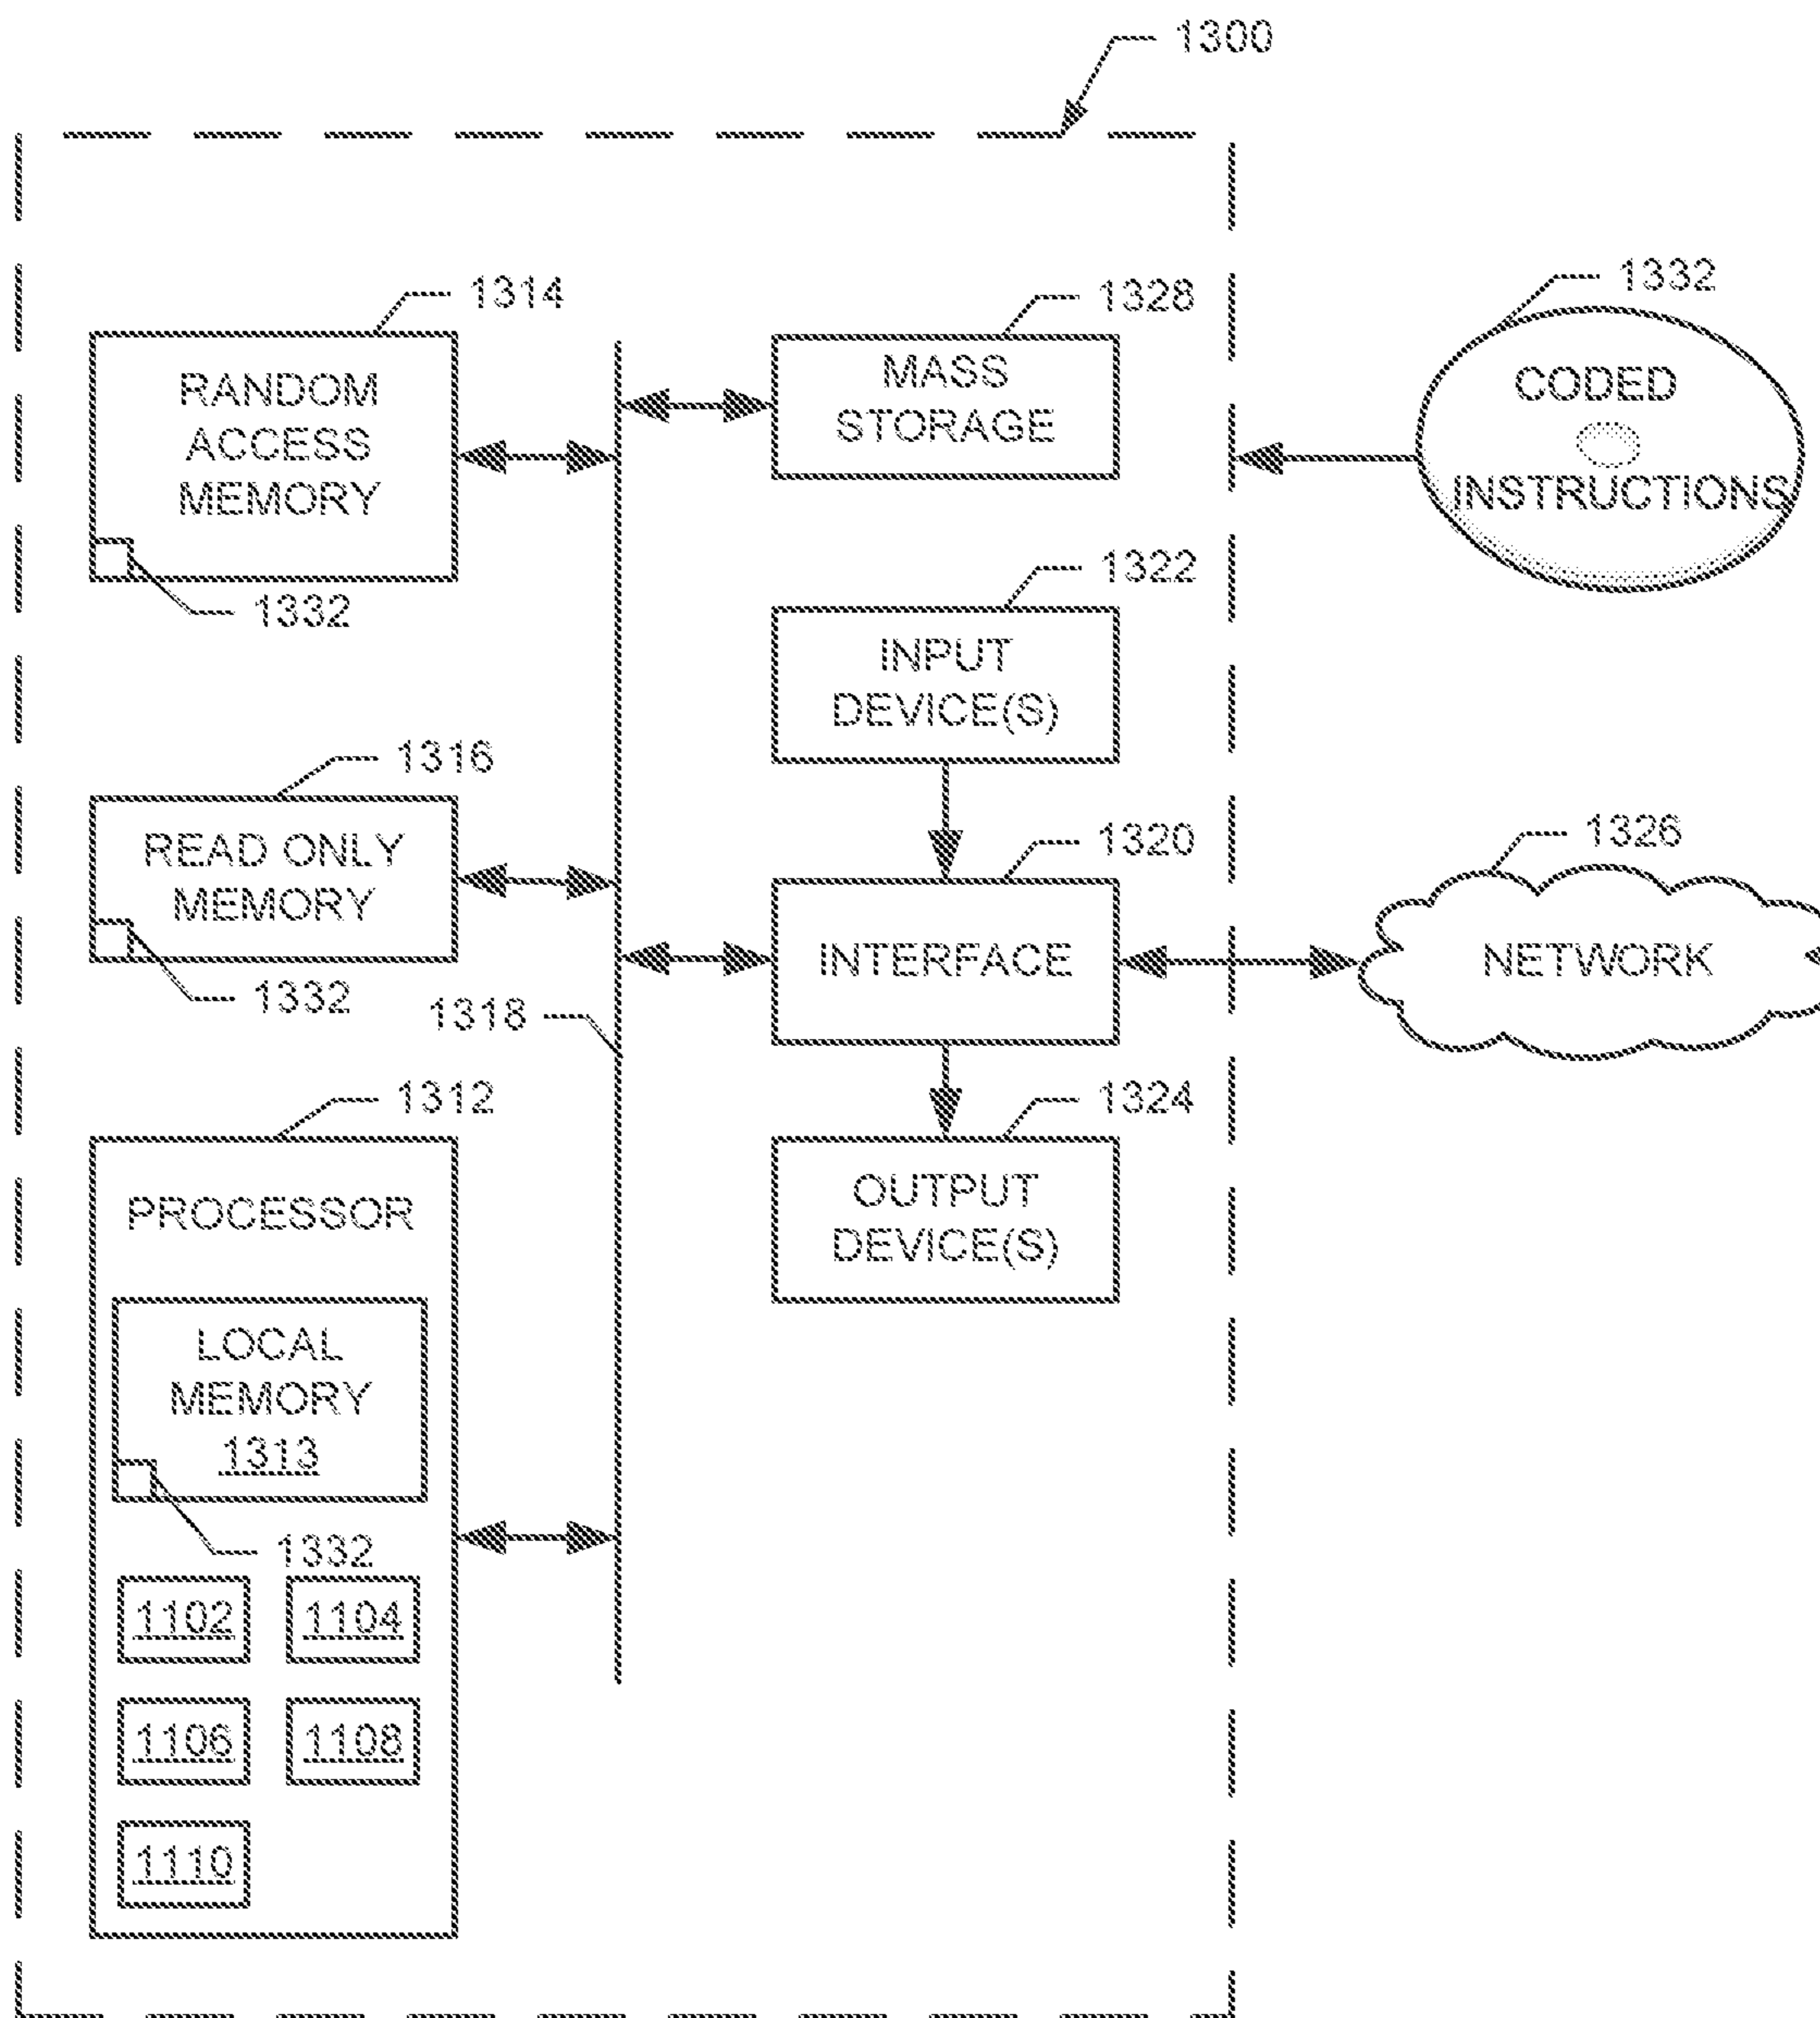 1300
1314
RANDOM
ACCESS
MEMORY
1332
1328
MASS
STORAGE
1332
CODED
INSTRUCTIONS
1322
INPUT
DEVICE(S)
1316
READ ONLY
MEMORY
1332
1318
1320
INTERFACE
1326
NETWORK
1312
PROCESSOR
LOCAL
MEMORY
1313
1332
1102
1104
1106
1108
1110
1324
OUTPUT
DEVICE(S)